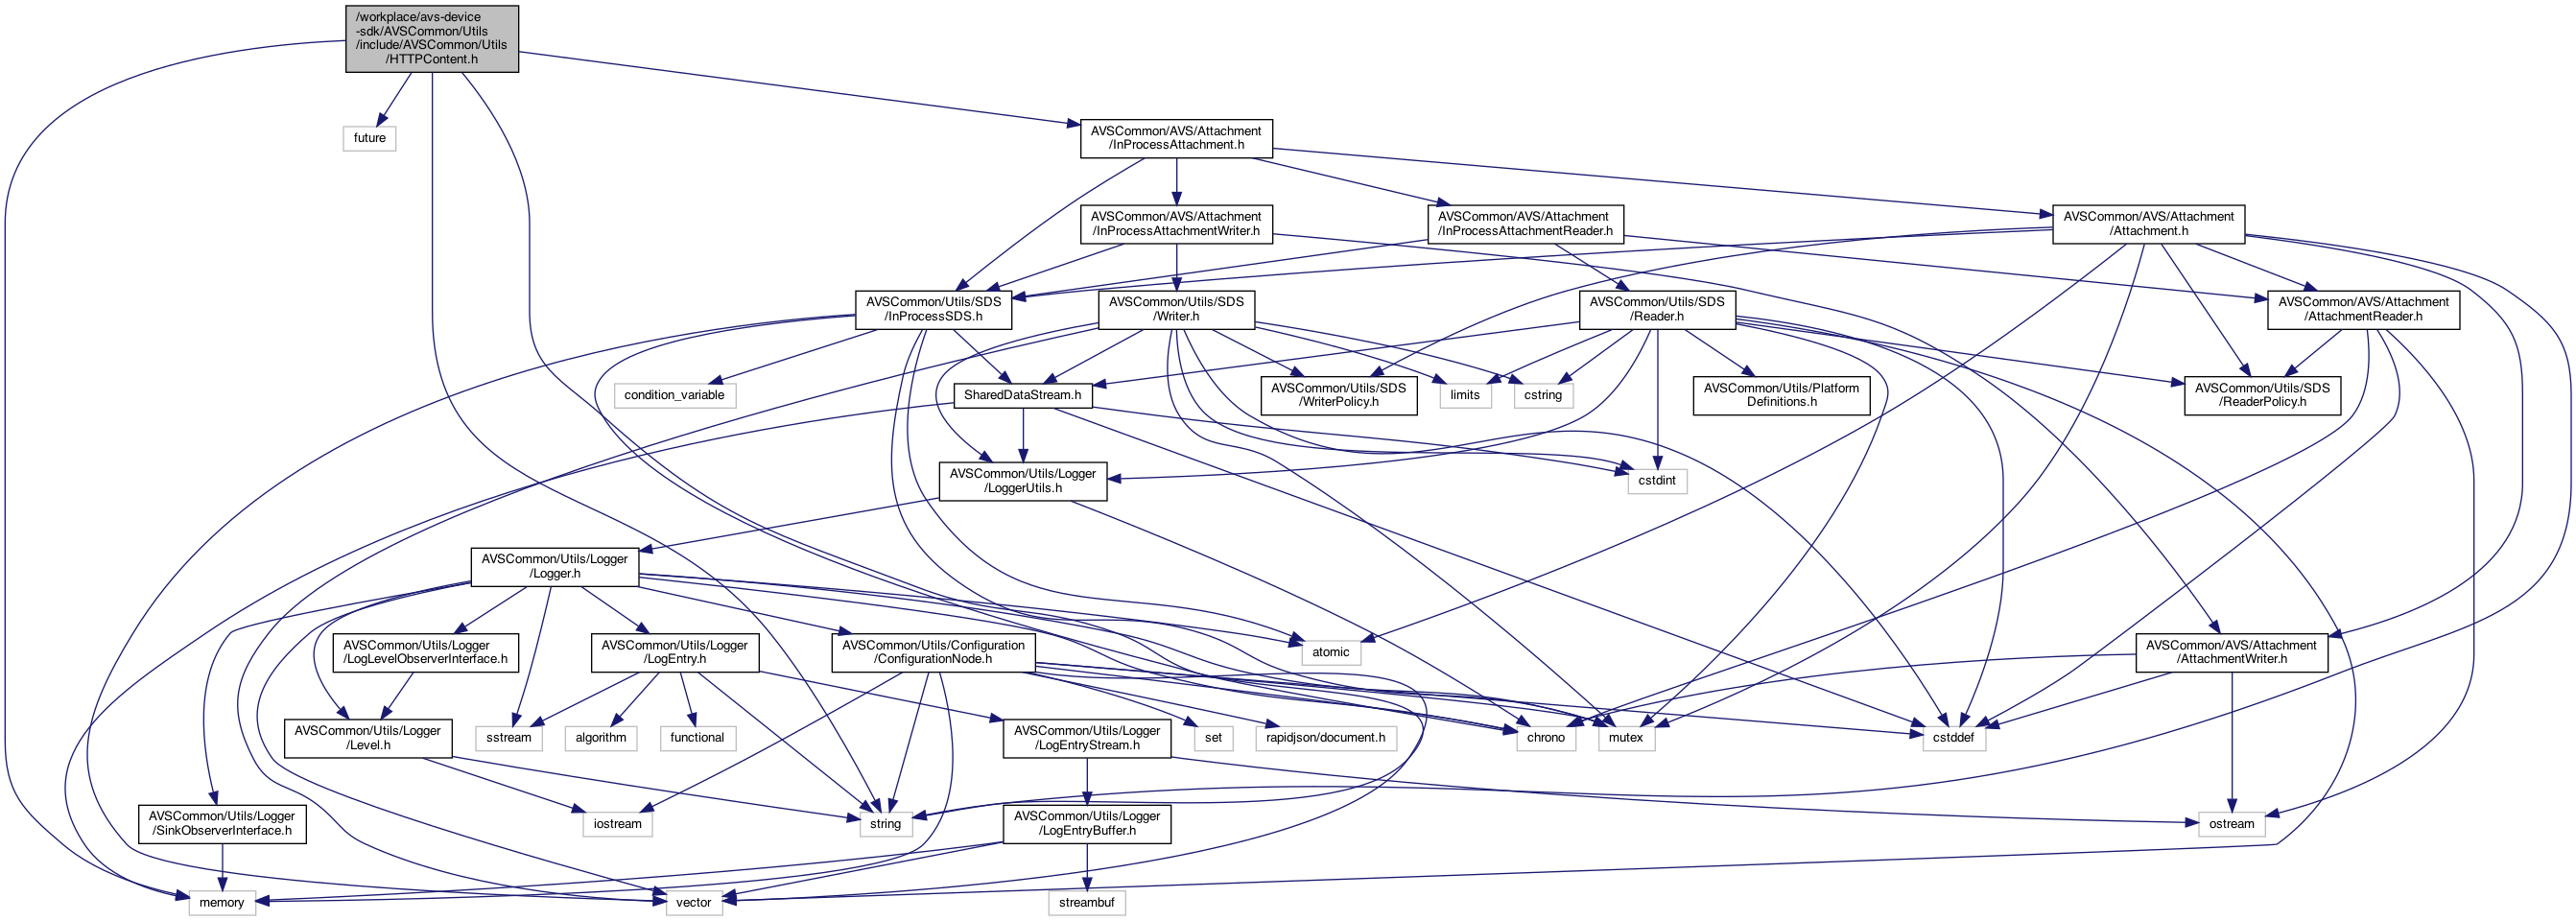 /workplace/avs-device
-sdk/AVSCommon/Utils
/include/AVSCommon/Utils
/HTTPContent.h
future
AVSCommon/AVS/Attachment
/InProcessAttachment.h
AVSCommon/AVS/Attachment
/InProcessAttachmentWriter.h
AVSCommon/AVS/Attachment
/InProcessAttachmentReader.h
AVSCommon/AVS/Attachment
/Attachment.h
AVSCommon/Utils/SDS
/InProcessSDS.h
AVSCommon/Utils/SDS
/Writer.h
AVSCommon/Utils/SDS
/Reader.h
AVSCommon/AVS/Attachment
/AttachmentReader.h
condition_variable
SharedDataStream.h
AVSCommon/Utils/SDS
/WriterPolicy.h
limits
cstring
AVSCommon/Utils/Platform
Definitions.h
AVSCommon/Utils/SDS
/ReaderPolicy.h
AVSCommon/Utils/Logger
/LoggerUtils.h
cstdint
AVSCommon/Utils/Logger
/Logger.h
AVSCommon/Utils/Logger
/LogLevelObserverInterface.h
AVSCommon/Utils/Logger
/LogEntry.h
AVSCommon/Utils/Configuration
/ConfigurationNode.h
atomic
AVSCommon/AVS/Attachment
/AttachmentWriter.h
AVSCommon/Utils/Logger
/Level.h
sstream
algorithm
functional
AVSCommon/Utils/Logger
/LogEntryStream.h
set
rapidjson/document.h
chrono
mutex
cstddef
AVSCommon/Utils/Logger
/SinkObserverInterface.h
iostream
string
AVSCommon/Utils/Logger
/LogEntryBuffer.h
ostream
memory
vector
streambuf